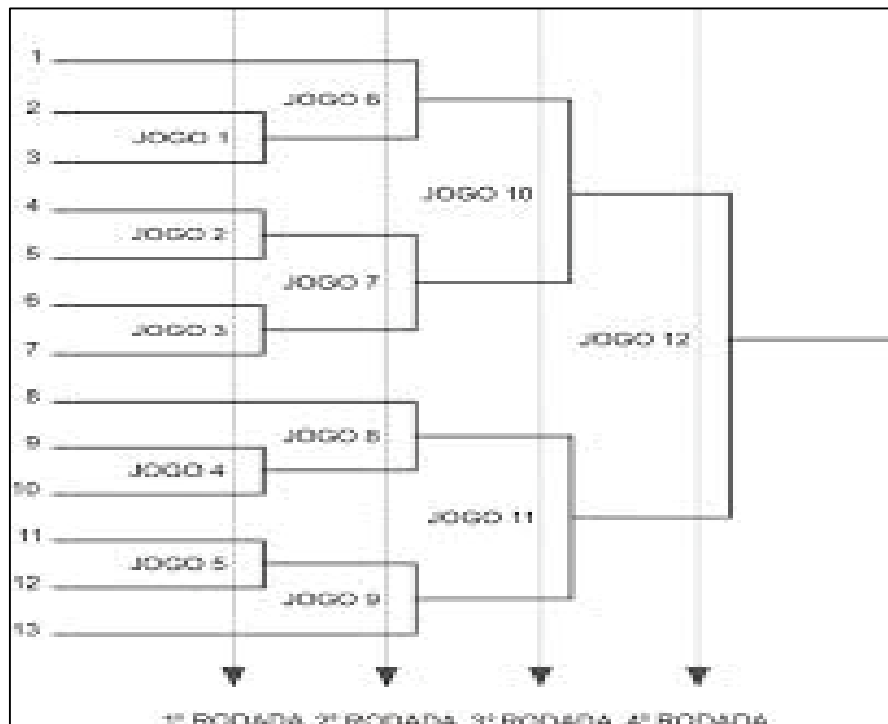 1
JOGO 6
2
JOGO 1
3
JOGO 10
4
JOGO 2
5
JOGO 7
6
JOGO 3
7
JOGO 12
8
JOGO 8
9
JOGO 4
10
JOGO 11
11
JOGO 5
12
JOGO 9
13
1ª RODADA 2ª RODADA 3ª RODADA 4ª RODADA